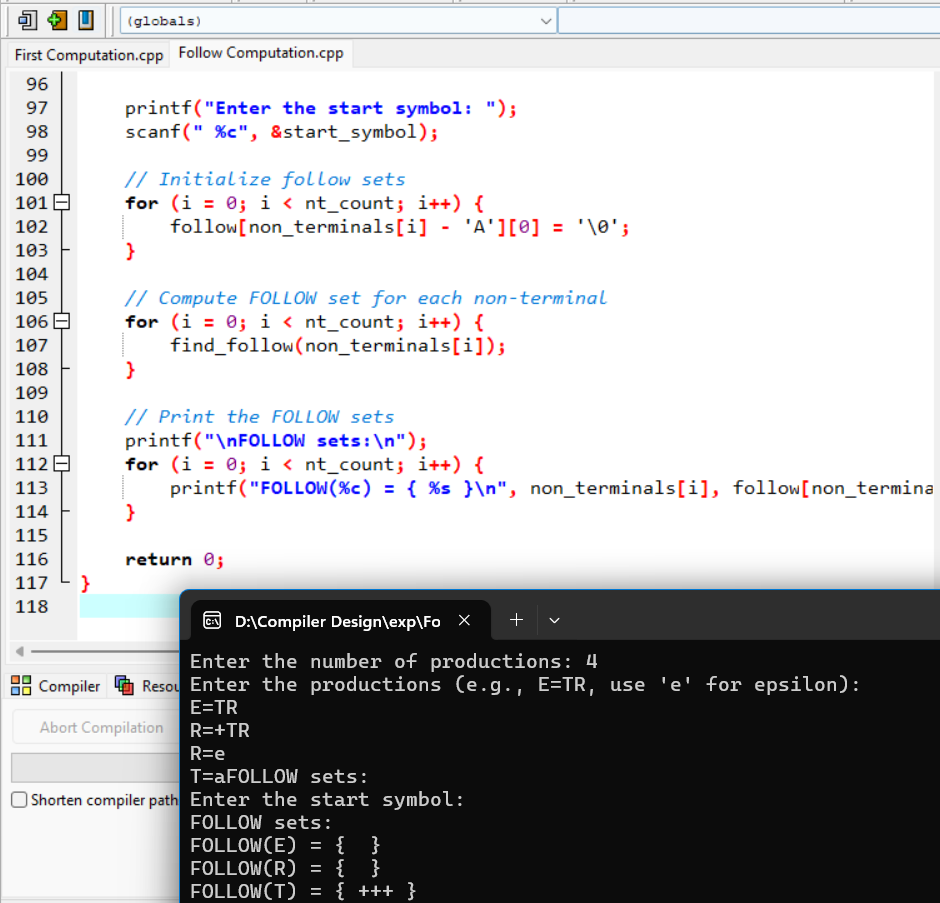 (globals)
First Computation.cpp Follow Computation.cpp
96
97 printf("Enter the start symbol: ");
98 scanf(" %c", &start_symbol);
99
100 // Initialize follow sets
101 for (i = 0; i < nt_count; i++) {
102 follow[non_terminals[i] - 'A'][0] = '\0';
103 }
104
105 // Compute FOLLOW set for each non-terminal
106 for (i = 0; i < nt_count; i++) {
107 find_follow(non_terminals[i]);
108 }
109
110 // Print the FOLLOW sets
111 printf("\nFOLLOW sets:\n");
112 for (i = 0; i < nt_count; i++) {
113 printf("FOLLOW(%c) = { %s }\n", non_terminals[i], follow[non_termina
114 }
115
116 return 0;
117 }
118
Compiler Resou
Abort Compilation
Shorten compiler path
D:\Compiler Design\exp\Fo
Enter the number of productions: 4
Enter the productions (e.g., E=TR, use 'e' for epsilon):
E=TR
R=+TR
R=e
T=aFOLLOW sets:
Enter the start symbol:
FOLLOW sets:
FOLLOW(E) = {  }
FOLLOW(R) = {  }
FOLLOW(T) = { +++ }